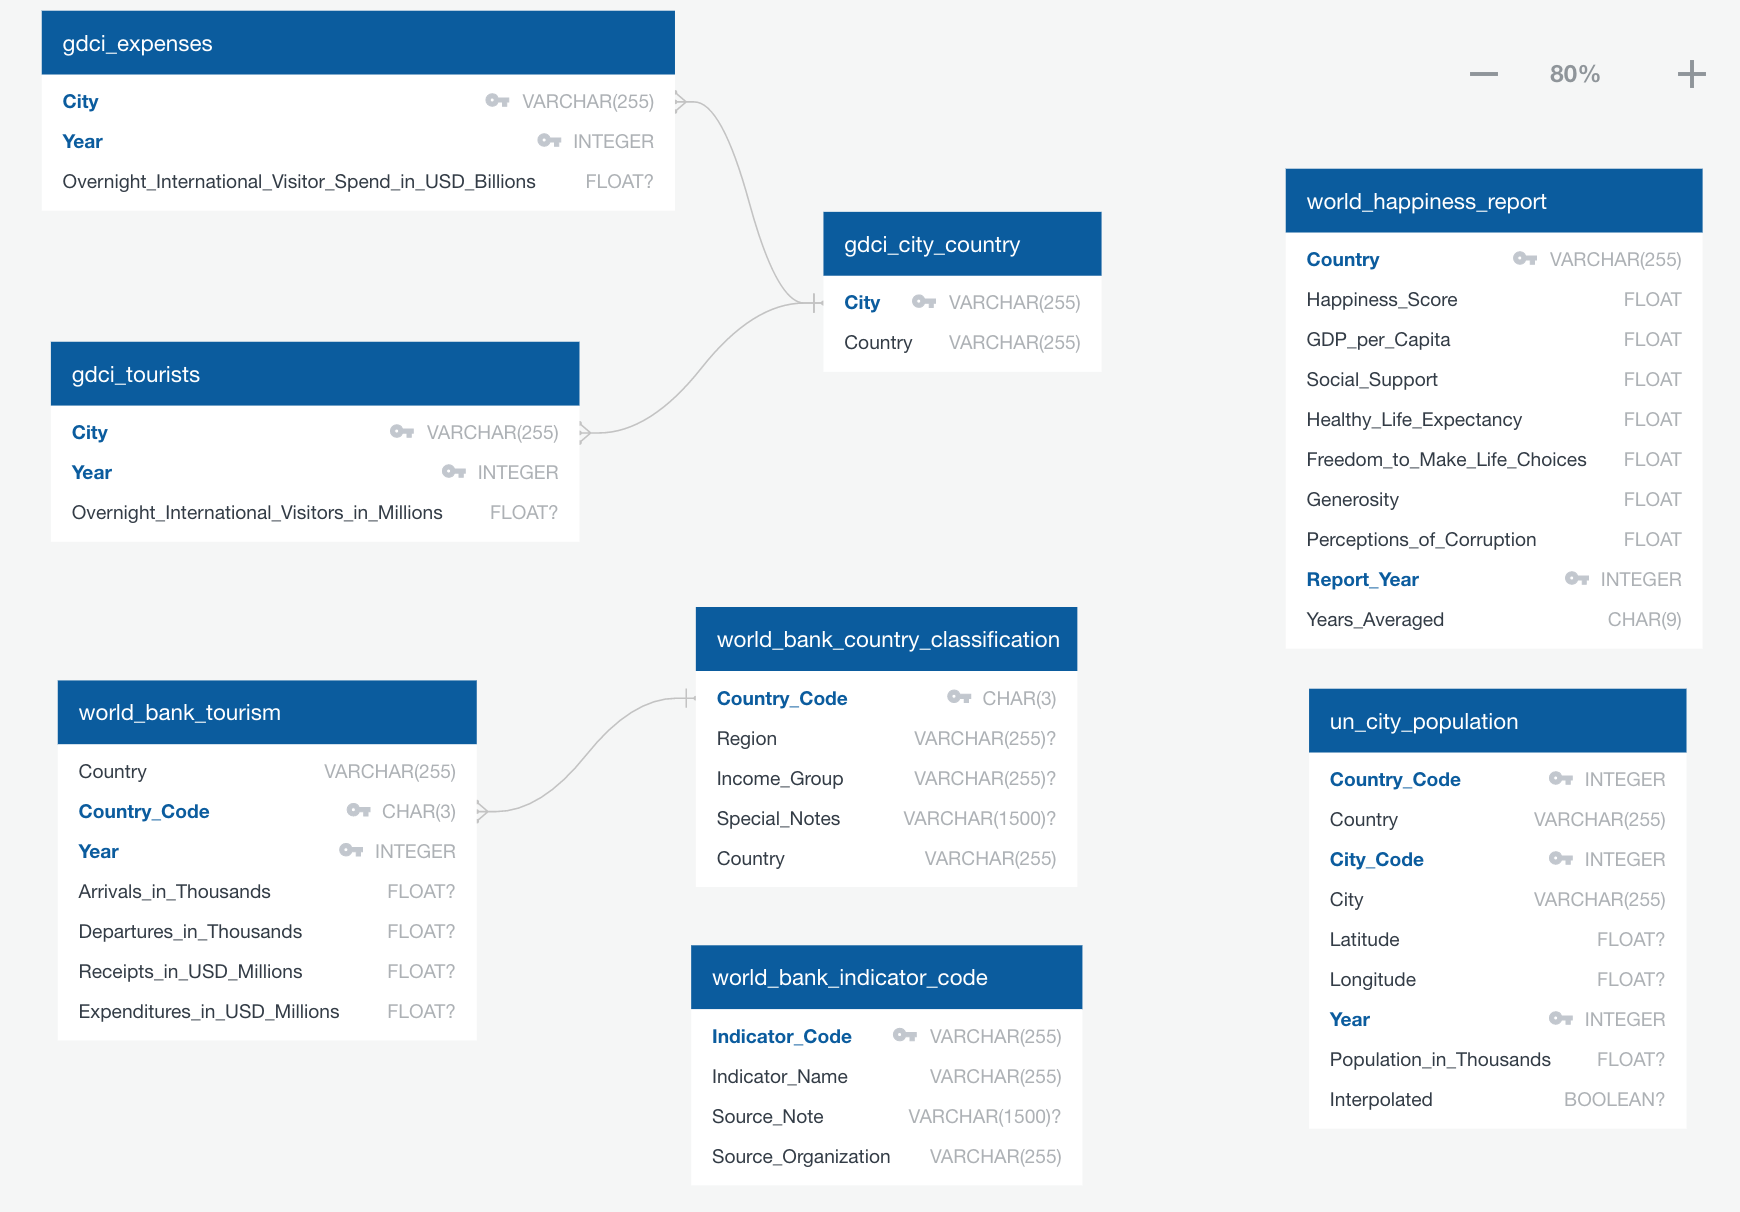 gdci_expenses
City VARCHAR(255)
Year INTEGER
Overnight_International_Visitor_Spend_in_USD_Billions FLOAT?
80%
world_happiness_report
Country VARCHAR(255)
Happiness_Score FLOAT
GDP_per_Capita FLOAT
Social_Support FLOAT
Healthy_Life_Expectancy FLOAT
Freedom_to_Make_Life_Choices FLOAT
Generosity FLOAT
Perceptions_of_Corruption FLOAT
Report_Year INTEGER
Years_Averaged CHAR(9)
gdci_city_country
City VARCHAR(255)
Country VARCHAR(255)
gdci_tourists
City VARCHAR(255)
Year INTEGER
Overnight_International_Visitors_in_Millions FLOAT?
world_bank_country_classification
Country_Code CHAR(3)
Region VARCHAR(255)?
Income_Group VARCHAR(255)?
Special_Notes VARCHAR(1500)?
Country VARCHAR(255)
world_bank_tourism
Country VARCHAR(255)
Country_Code CHAR(3)
Year INTEGER
Arrivals_in_Thousands FLOAT?
Departures_in_Thousands FLOAT?
Receipts_in_USD_Millions FLOAT?
Expenditures_in_USD_Millions FLOAT?
un_city_population
Country_Code INTEGER
Country VARCHAR(255)
City_Code INTEGER
City VARCHAR(255)
Latitude FLOAT?
Longitude FLOAT?
Year INTEGER
Population_in_Thousands FLOAT?
Interpolated BOOLEAN?
world_bank_indicator_code
Indicator_Code VARCHAR(255)
Indicator_Name VARCHAR(255)
Source_Note VARCHAR(1500)?
Source_Organization VARCHAR(255)